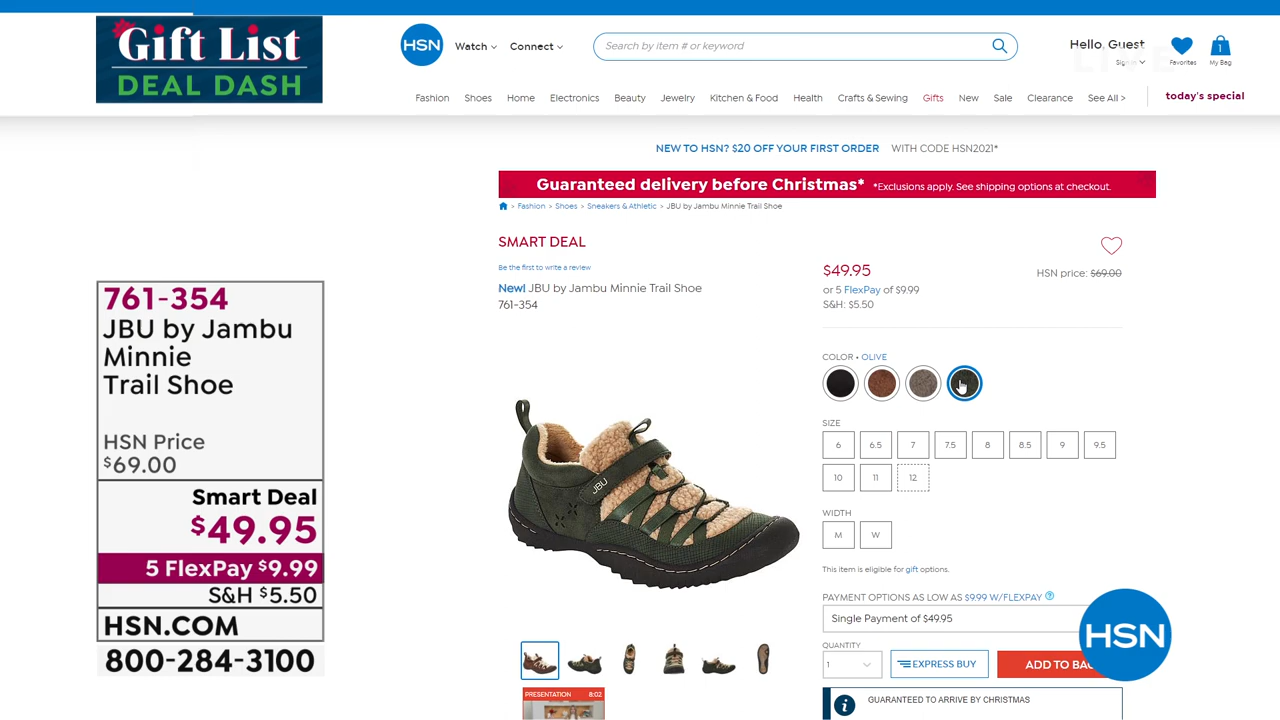 Gift List
DEAL DASH
HSN
Watch
Connect
Search by item # or keyword
Hello, Guest
Sign in
Favorites
1
My Bag
Fashion Shoes Home Electronics Beauty Jewelry Kitchen & Food Health Crafts & Sewing Gifts New Sale Clearance See All > today's special
NEW TO HSN? $20 OFF YOUR FIRST ORDER WITH CODE HSN2021*
Guaranteed delivery before Christmas* *Exclusions apply. See shipping options at checkout.
> Fashion > Shoes > Sneakers & Athletic > JBU by Jambu Minnie Trail Shoe
SMART DEAL
Be the first to write a review
New! JBU by Jambu Minnie Trail Shoe
761-354
$49.95
HSN price: $69.00
or 5 FlexPay of $9.99
S&H: $5.50
COLOR • OLIVE
SIZE
6 6.5 7 7.5 8 8.5 9 9.5
10 11 12
WIDTH
M W
This item is eligible for gift options.
PAYMENT OPTIONS AS LOW AS $9.99 W/FLEXPAY ?
Single Payment of $49.95
QUANTITY
1
EXPRESS BUY
ADD TO BAG
HSN
GUARANTEED TO ARRIVE BY CHRISTMAS
JBU
PRESENTATION 8:02
761-354
JBU by Jambu
Minnie
Trail Shoe
HSN Price
$69.00
Smart Deal
$49.95
5 FlexPay $9.99
S&H $5.50
HSN.COM
800-284-3100